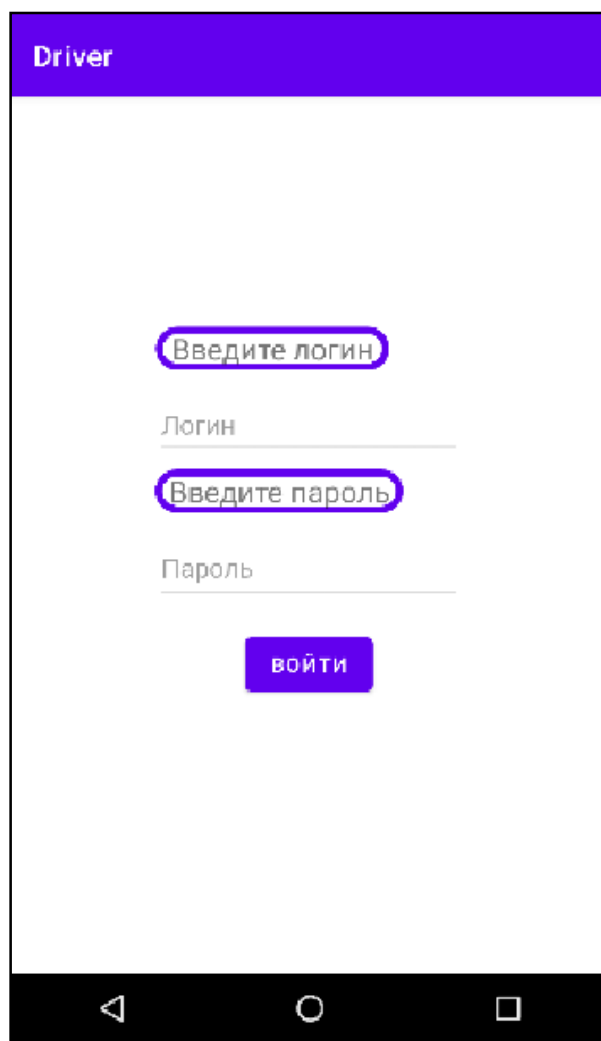 Driver
Введите логин
Логин
Введите пароль
Пароль
ВОЙТИ